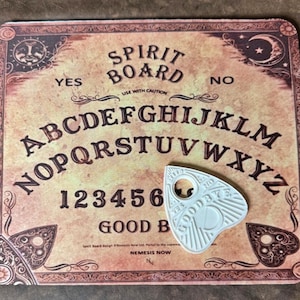 SPIRIT
BOARD
YES NO
USE WITH CAUTION
ABCDEFGHIJKLM
NOPQRSTUVWXYZ
123456
GOOD B
NEMESIS NOW